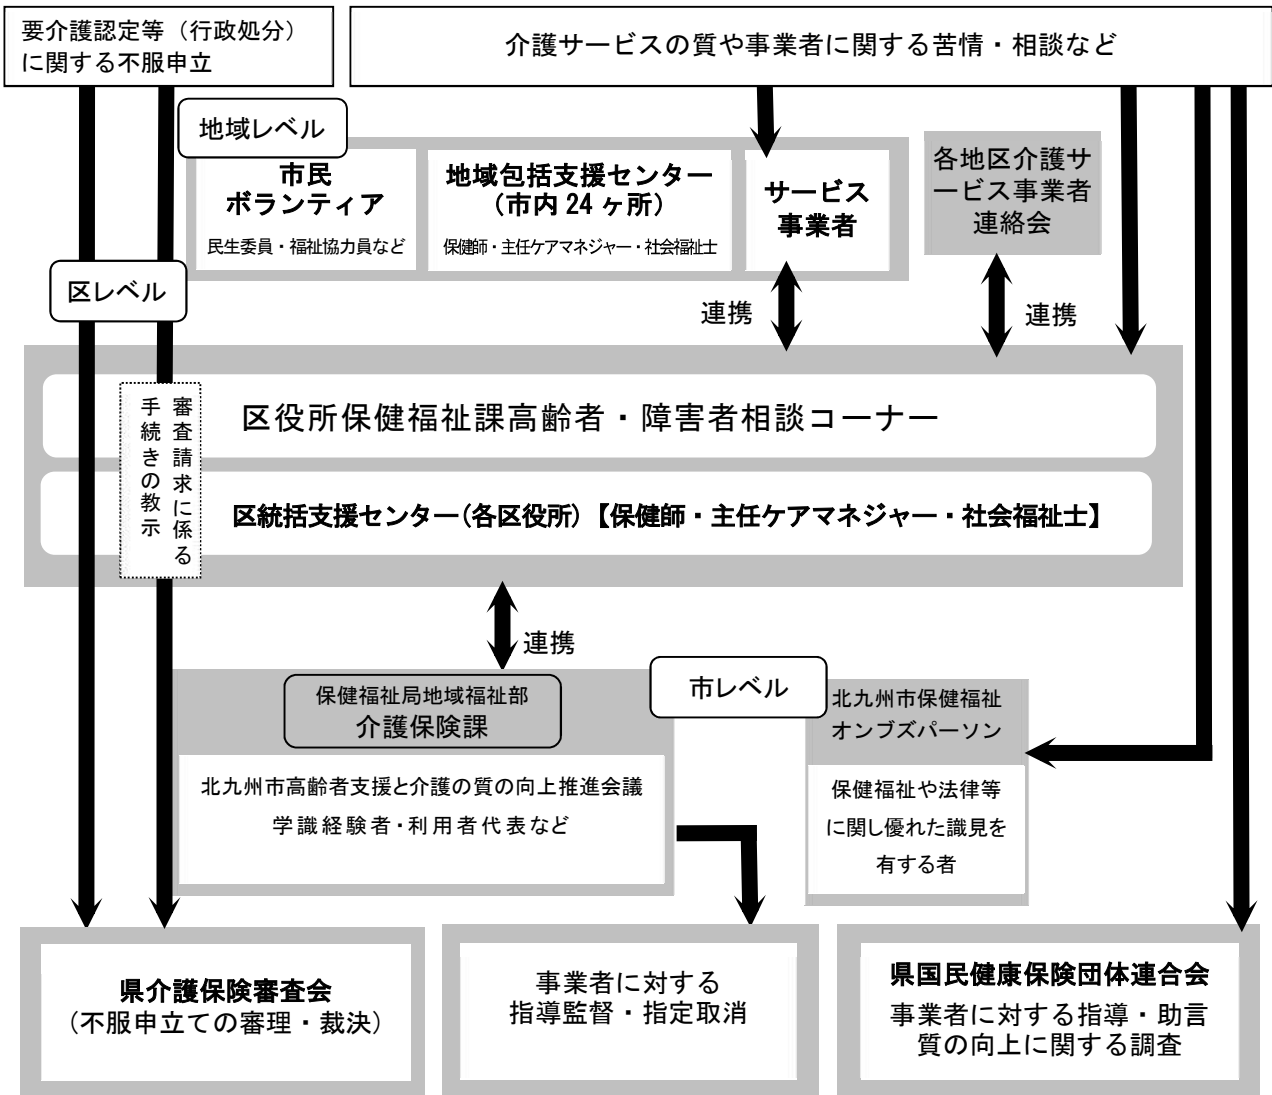 要介護認定等（行政処分）
に関する不服申立
介護サービスの質や事業者に関する苦情・相談など
地域レベル
市民
ボランティア
民生委員・福祉協力員など
地域包括支援センター
（市内24ヶ所）
保健師・主任ケアマネジャー・社会福祉士
サービス
事業者
各地区介護サ
ービス事業者
連絡会
区レベル
連携
連携
区役所保健福祉課高齢者・障害者相談コーナー
審査請求に係る
手続きの教示
区統括支援センター（各区役所）【保健師・主任ケアマネジャー・社会福祉士】
連携
市レベル
保健福祉局地域福祉部
介護保険課
北九州市高齢者支援と介護の質の向上推進会議
学識経験者・利用者代表など
北九州市保健福祉
オンブズパーソン
保健福祉や法律等
に関し優れた識見を
有する者
県介護保険審査会
（不服申立ての審理・裁決）
事業者に対する
指導監督・指定取消
県国民健康保険団体連合会
事業者に対する指導・助言
質の向上に関する調査